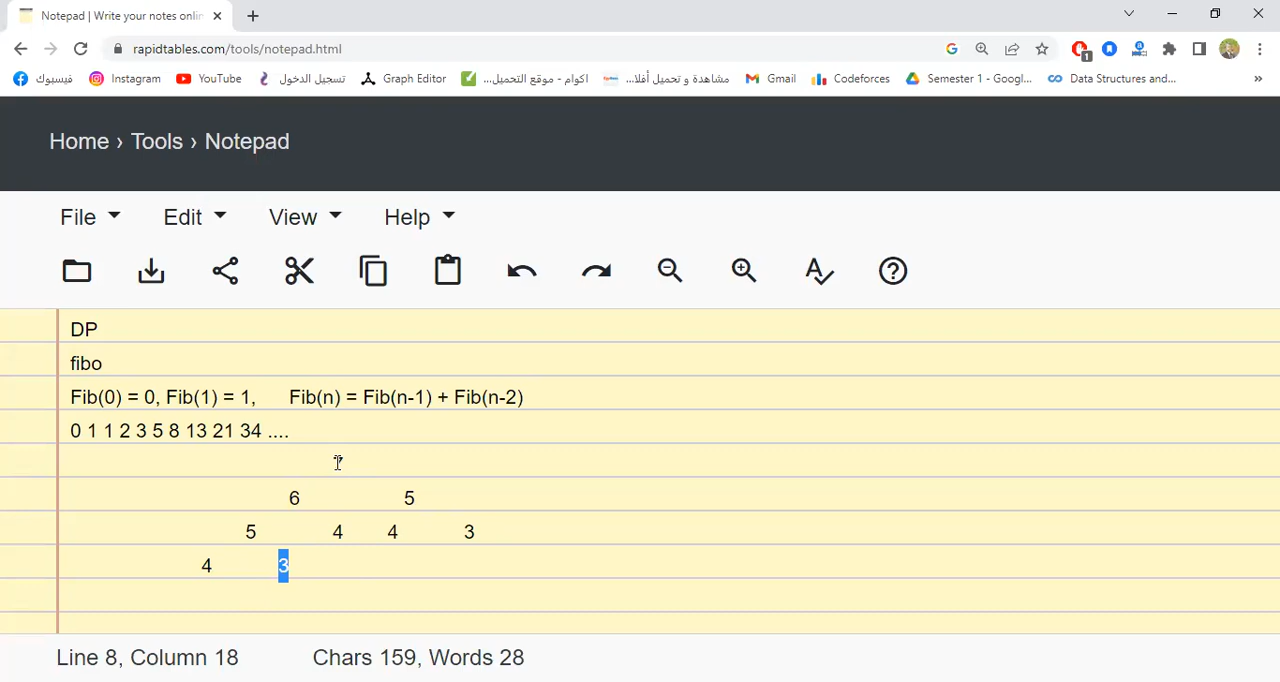 Notepad | Write your notes onlin
rapidtables.com/tools/notepad.html
فيسبوك Instagram YouTube تسجيل الدخول Graph Editor اكوام - موقع التحميل... مشاهدة و تحميل أفلا... Gmail Codeforces Semester 1 - Googl... Data Structures and... »
Home › Tools › Notepad
File Edit View Help
DP
fibo
Fib(0) = 0, Fib(1) = 1, Fib(n) = Fib(n-1) + Fib(n-2)
0 1 1 2 3 5 8 13 21 34 ....
6 5
5 4 4 3
4 3
Line 8, Column 18 Chars 159, Words 28